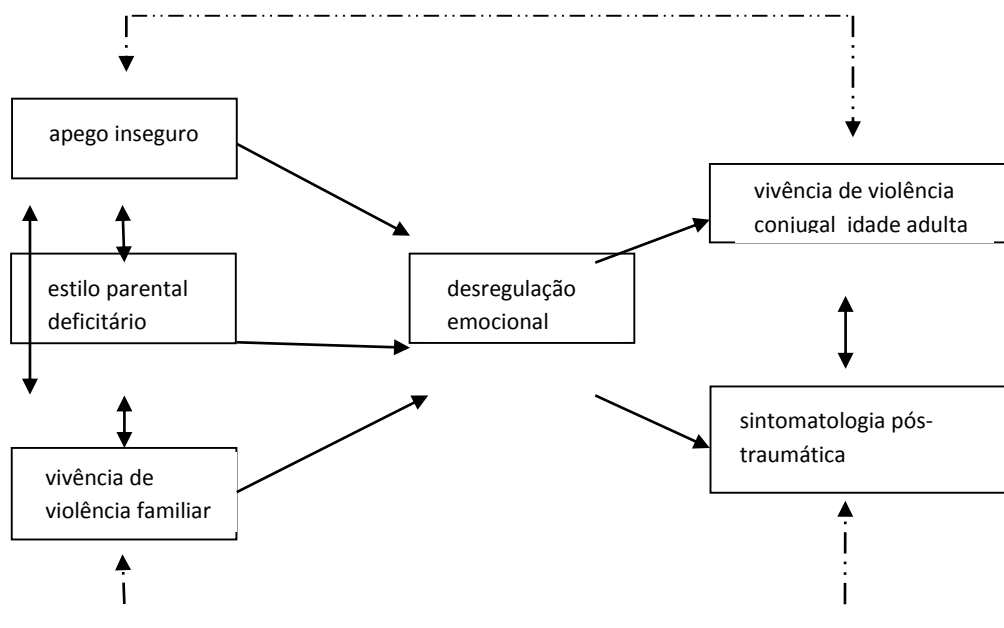 apego inseguro
vivência de violência
conjugal idade adulta
estilo parental
deficitário
desregulação
emocional
sintomatologia pós-
traumática
vivência de
violência familiar